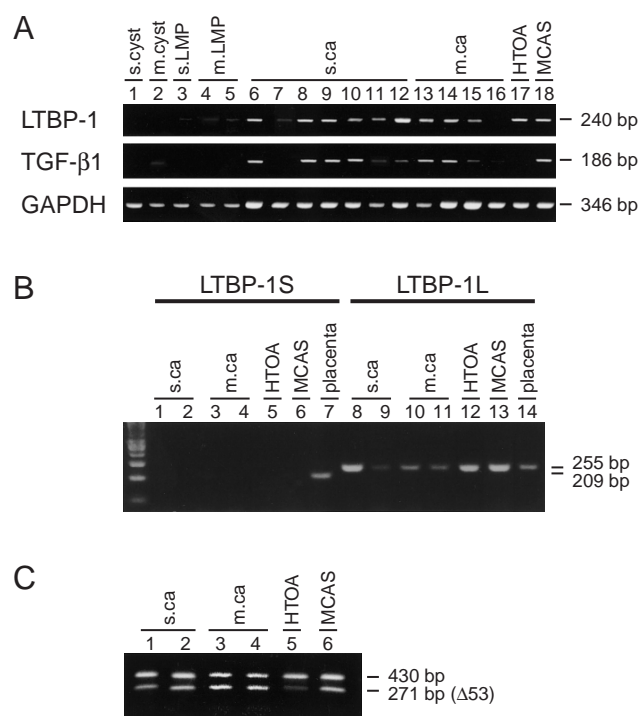 A
s.cyst m.cyst s.LMP m.LMP s.ca m.ca HTOA MCAS
1 2 3 4 5 6 7 8 9 10 11 12 13 14 15 16 17 18
LTBP-1 240 bp
TGF-β1 186 bp
GAPDH 346 bp
B
LTBP-1S LTBP-1L
s.ca m.ca HTOA MCAS placenta s.ca m.ca HTOA MCAS placenta
1 2 3 4 5 6 7 8 9 10 11 12 13 14
255 bp
209 bp
C
s.ca m.ca HTOA MCAS
1 2 3 4 5 6
430 bp
271 bp (Δ53)